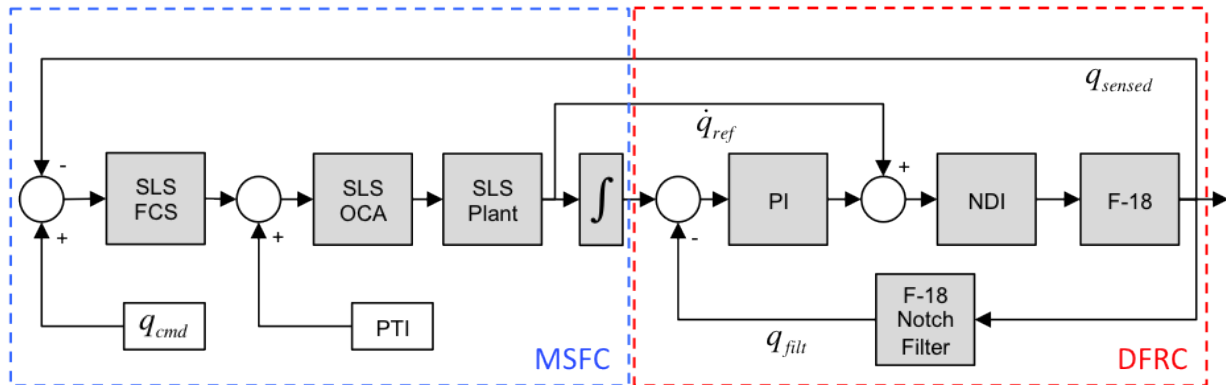 q_sensed
q̇_ref
-
SLS
FCS
SLS
OCA
SLS
Plant
∫
PI
+
NDI
F-18
+
+
-
q_cmd
PTI
F-18
Notch
Filter
q_filt
MSFC
DFRC